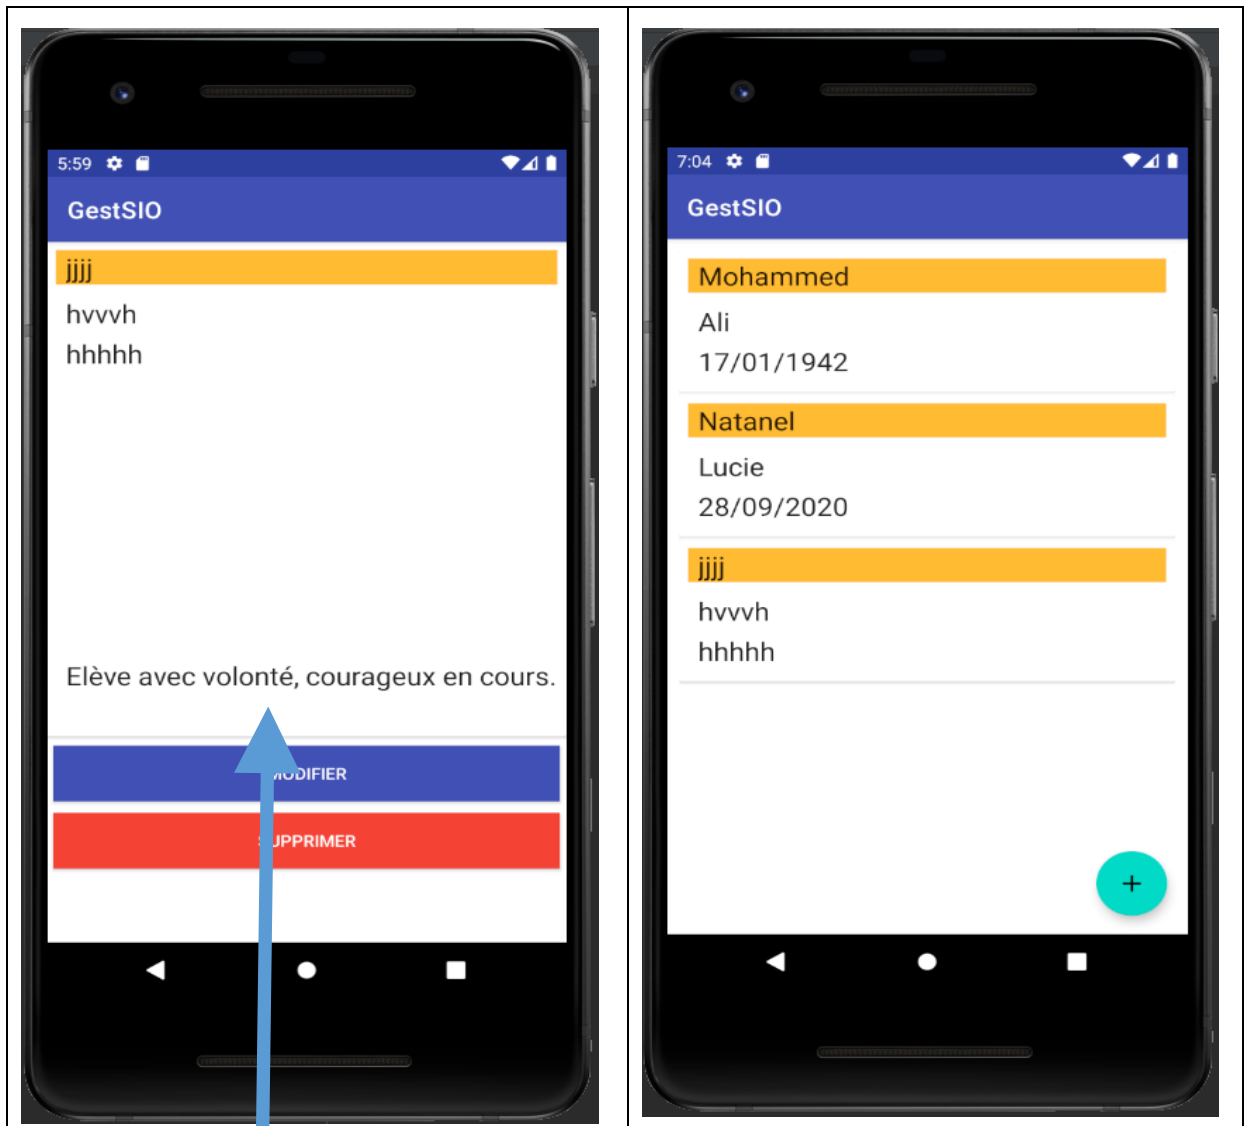 5:59
GestSIO
jjjj
hvvvh
hhhhh
Elève avec volonté, courageux en cours.
MODIFIER
SUPPRIMER
7:04
GestSIO
Mohammed
Ali
17/01/1942
Natanel
Lucie
28/09/2020
jjjj
hvvvh
hhhhh
+